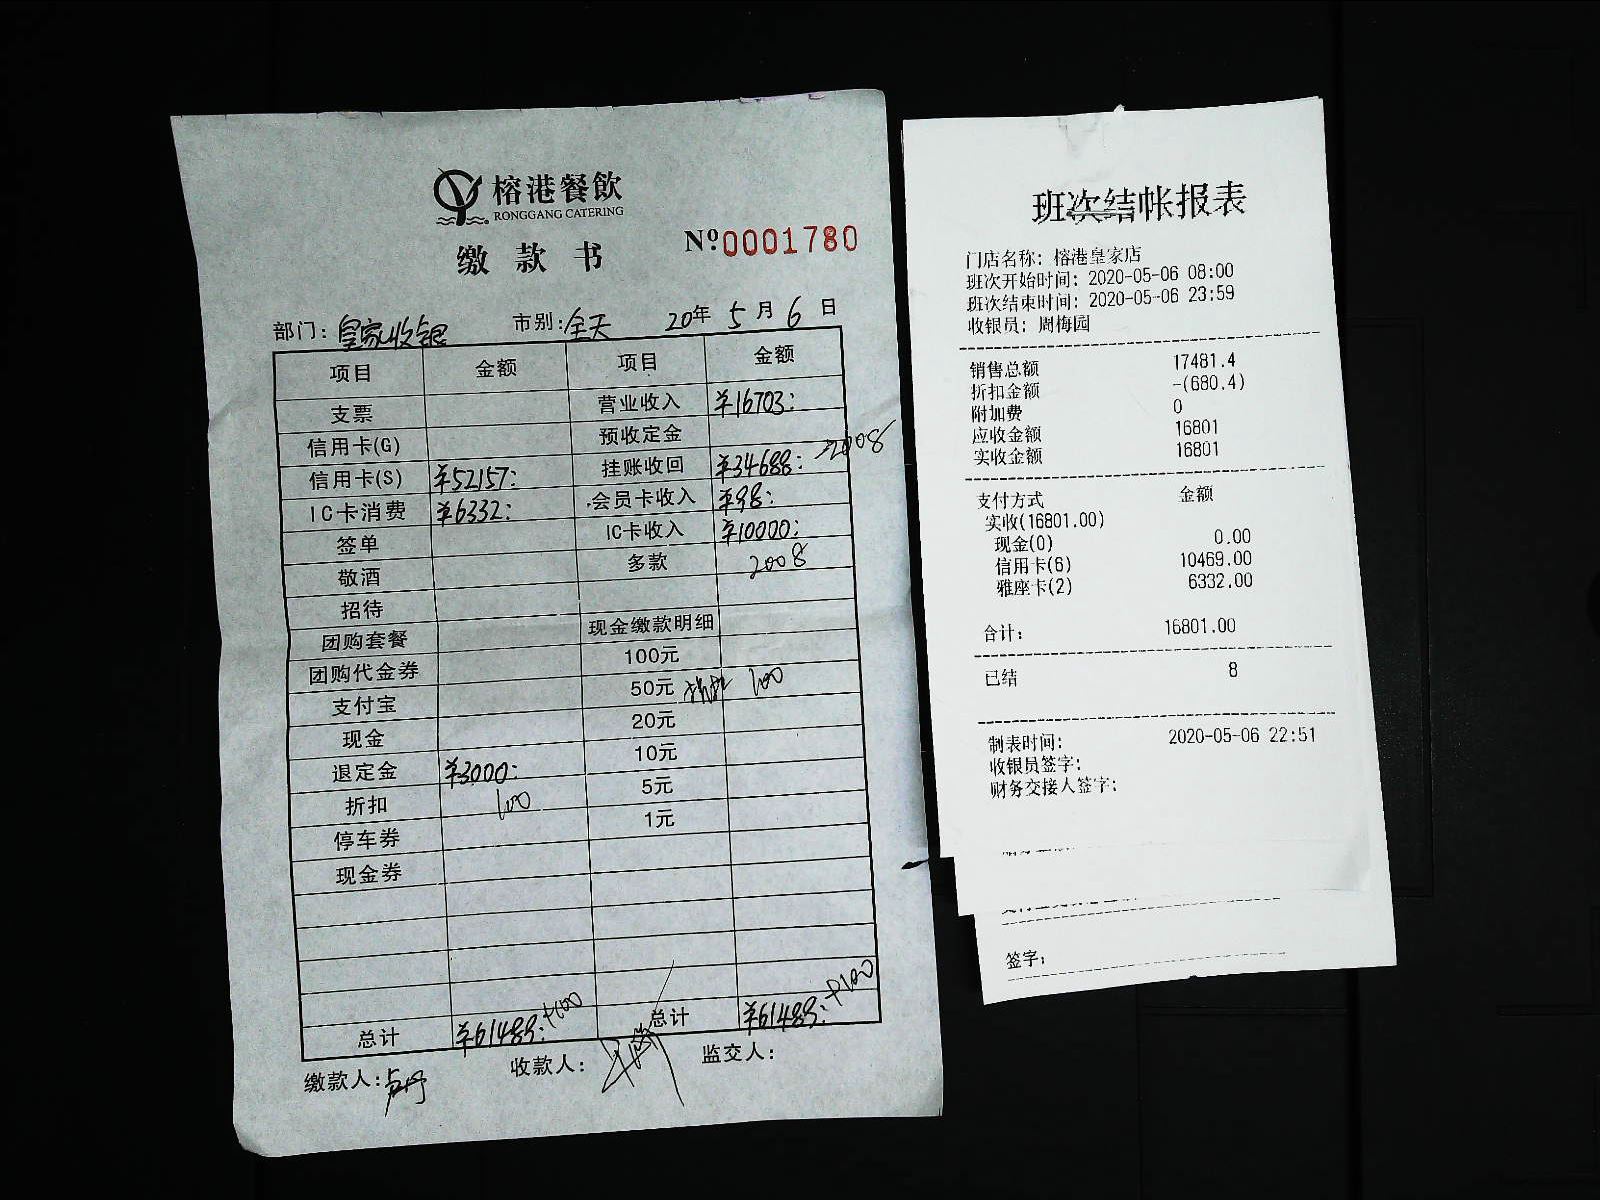 榕港餐飲
RONGGANG CATERING
缴款书
Nº0001780
部门：皇家收银 市别：全天 20年 5月 6日
项目 金额 项目 金额
支票 营业收入 ¥16703：
信用卡(G) 预收定金
信用卡(S) ¥52157： 挂账收回 ¥34688： 2008
IC卡消费 ¥6332： 会员卡收入 ¥98：
签单 IC卡收入 ¥10000：
敬酒 多款 2008
招待
团购套餐 现金缴款明细
团购代金券 100元
支付宝 50元 100
现金 20元
退定金 ¥3000： 10元
折扣 100 5元
停车券 1元
现金券
总计 ¥61489：+100 总计 ¥61489：+100
缴款人： 收款人： 监交人：
班次结帐报表
门店名称：榕港皇家店
班次开始时间：2020-05-06 08:00
班次结束时间：2020-05-06 23:59
收银员：周梅园
销售总额 17481.4
折扣金额 -(680.4)
附加费 0
应收金额 16801
实收金额 16801
支付方式 金额
实收(16801.00)
现金(0) 0.00
信用卡(6) 10469.00
雅座卡(2) 6332.00
合计： 16801.00
已结 8
制表时间： 2020-05-06 22:51
收银员签字：
财务交接人签字：
签字：